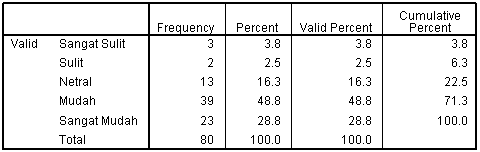 Frequency Percent Valid Percent Cumulative Percent
Valid Sangat Sulit 3 3.8 3.8 3.8
Sulit 2 2.5 2.5 6.3
Netral 13 16.3 16.3 22.5
Mudah 39 48.8 48.8 71.3
Sangat Mudah 23 28.8 28.8 100.0
Total 80 100.0 100.0